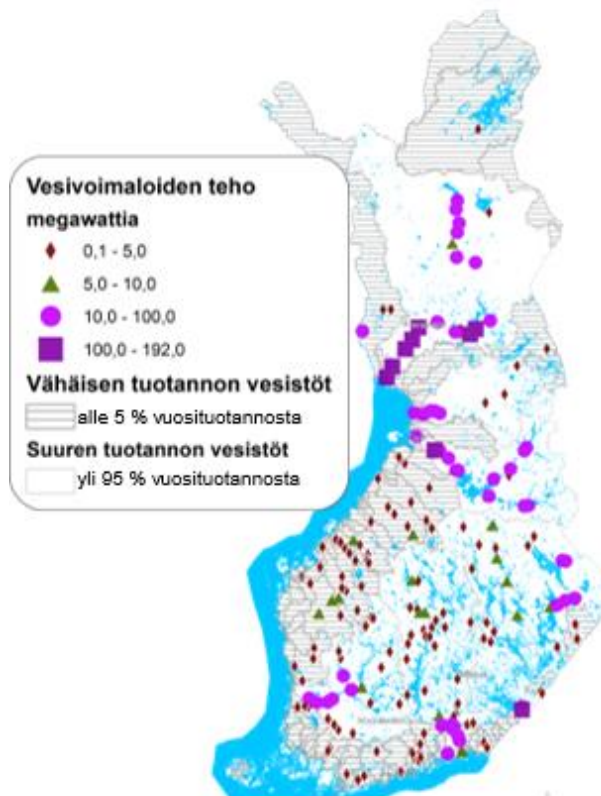 Vesivoimaloiden teho
megawattia
0,1 - 5,0
5,0 - 10,0
10,0 - 100,0
100,0 - 192,0
Vähäisen tuotannon vesistöt
alle 5 % vuosituotannosta
Suuren tuotannon vesistöt
yli 95 % vuosituotannosta